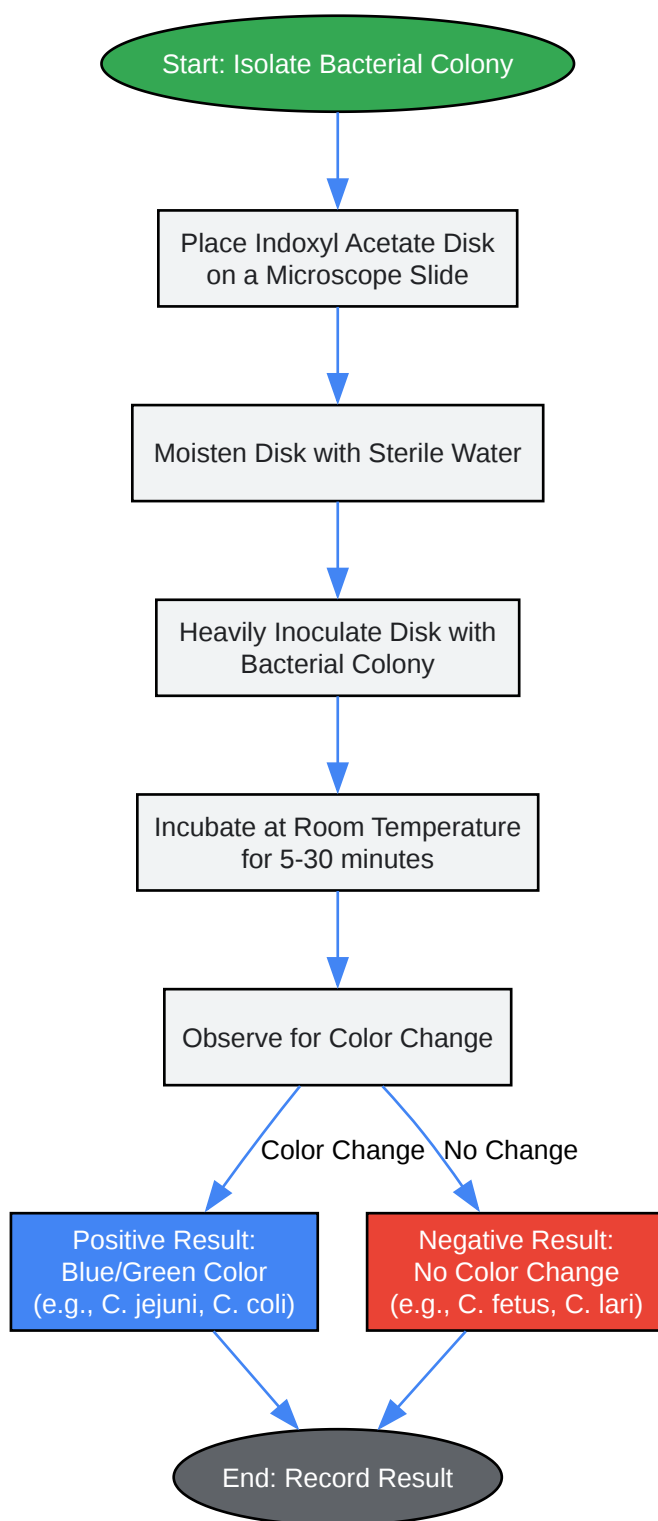 Start: Isolate Bacterial Colony
Place Indoxyl Acetate Disk
on a Microscope Slide
Moisten Disk with Sterile Water
Heavily Inoculate Disk with
Bacterial Colony
Incubate at Room Temperature
for 5-30 minutes
Observe for Color Change
Color Change
No Change
Positive Result:
Blue/Green Color
(e.g., C. jejuni, C. coli)
Negative Result:
No Color Change
(e.g., C. fetus, C. lari)
End: Record Result